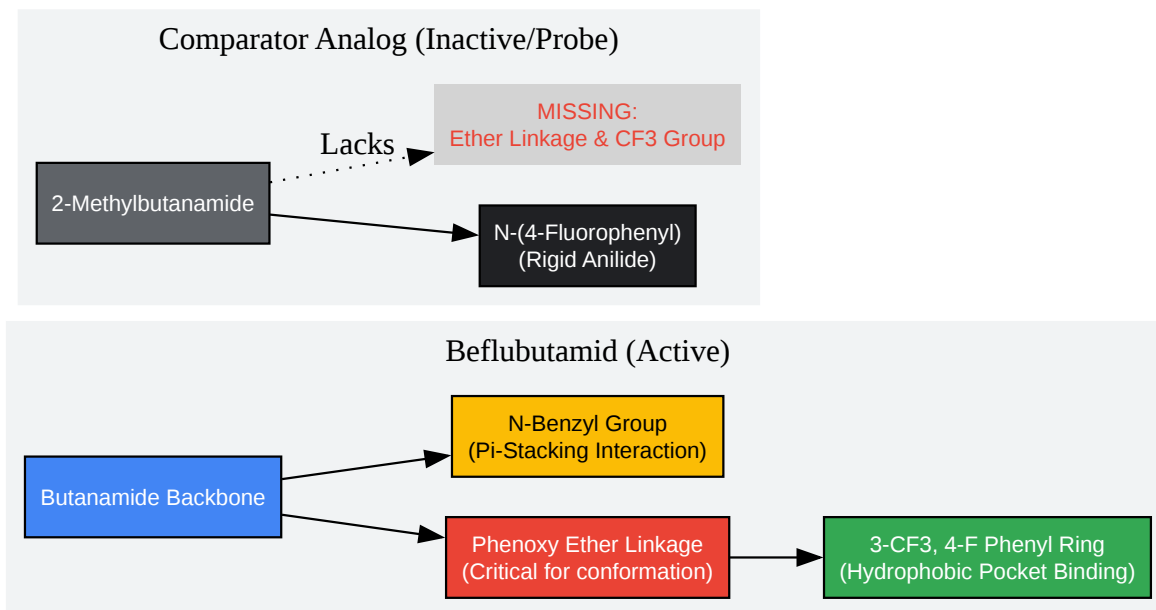 Comparator Analog (Inactive/Probe)
MISSING:
Ether Linkage & CF3 Group
Lacks
2-Methylbutanamide
N-(4-Fluorophenyl)
(Rigid Anilide)
Beflubutamid (Active)
N-Benzyl Group
(Pi-Stacking Interaction)
Butanamide Backbone
Phenoxy Ether Linkage
(Critical for conformation)
3-CF3, 4-F Phenyl Ring
(Hydrophobic Pocket Binding)